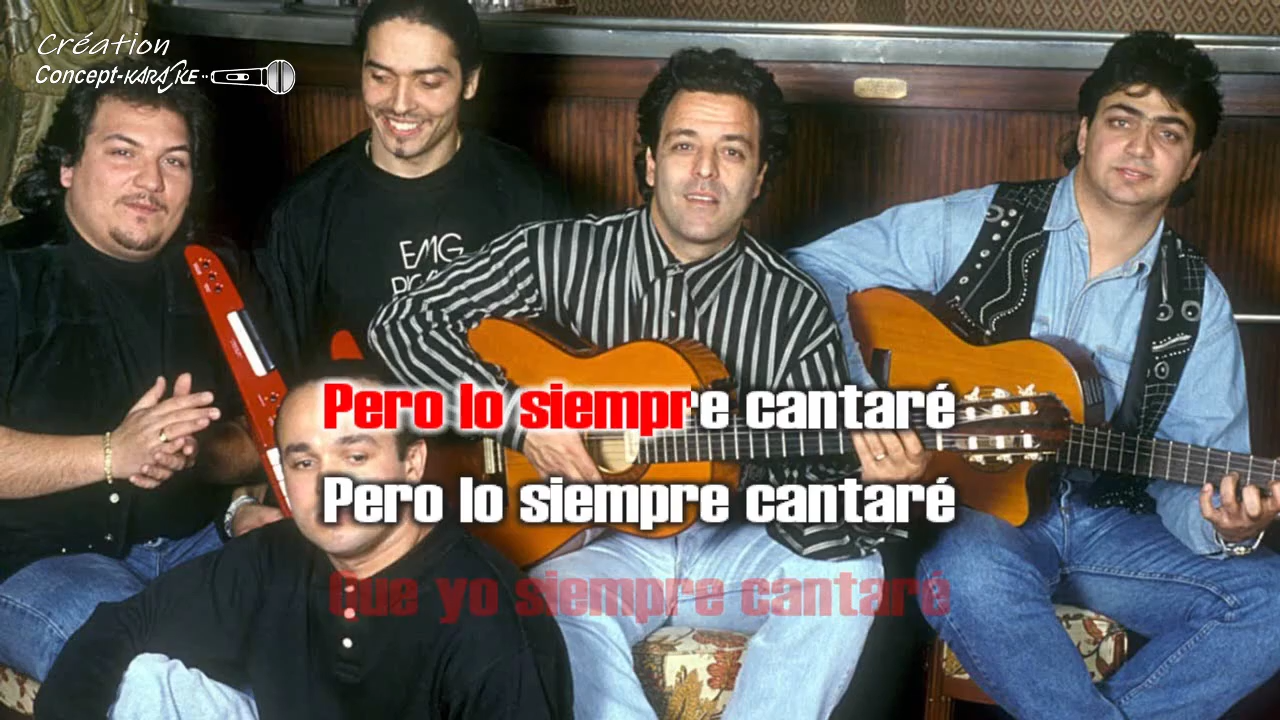 Création
Concept-KARAOKE
EMG
Pero lo siempre cantaré
Pero lo siempre cantaré
Que yo siempre cantaré